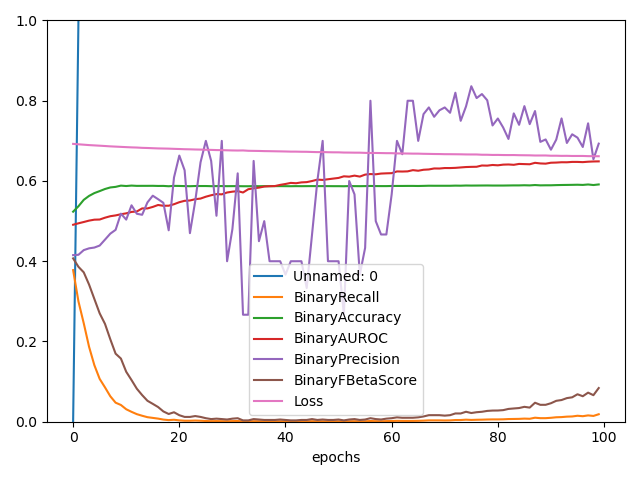 1.0
0.8
0.6
0.4
0.2
0.0
Unnamed: 0
BinaryRecall
BinaryAccuracy
BinaryAUROC
BinaryPrecision
BinaryFBetaScore
Loss
0 20 40 60 80 100
epochs